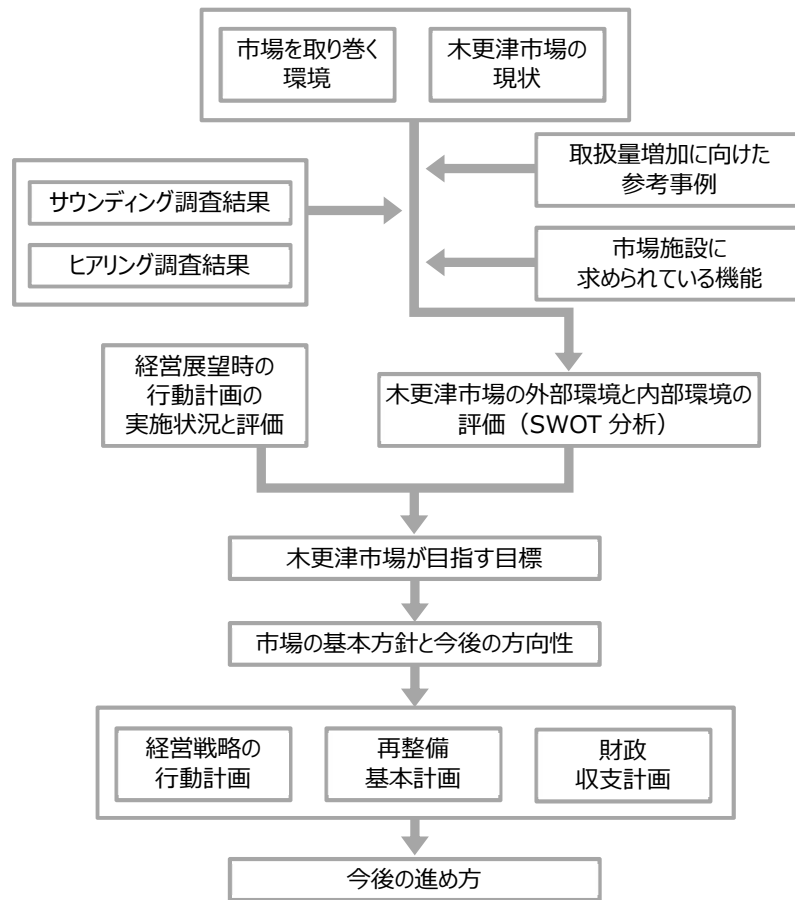 市場を取り巻く
環境
木更津市場の
現状
取扱量増加に向けた
参考事例
サウンディング調査結果
ヒアリング調査結果
市場施設に
求められている機能
経営展望時の
行動計画の
実施状況と評価
木更津市場の外部環境と内部環境の
評価（SWOT 分析）
木更津市場が目指す目標
市場の基本方針と今後の方向性
経営戦略の
行動計画
再整備
基本計画
財政
収支計画
今後の進め方